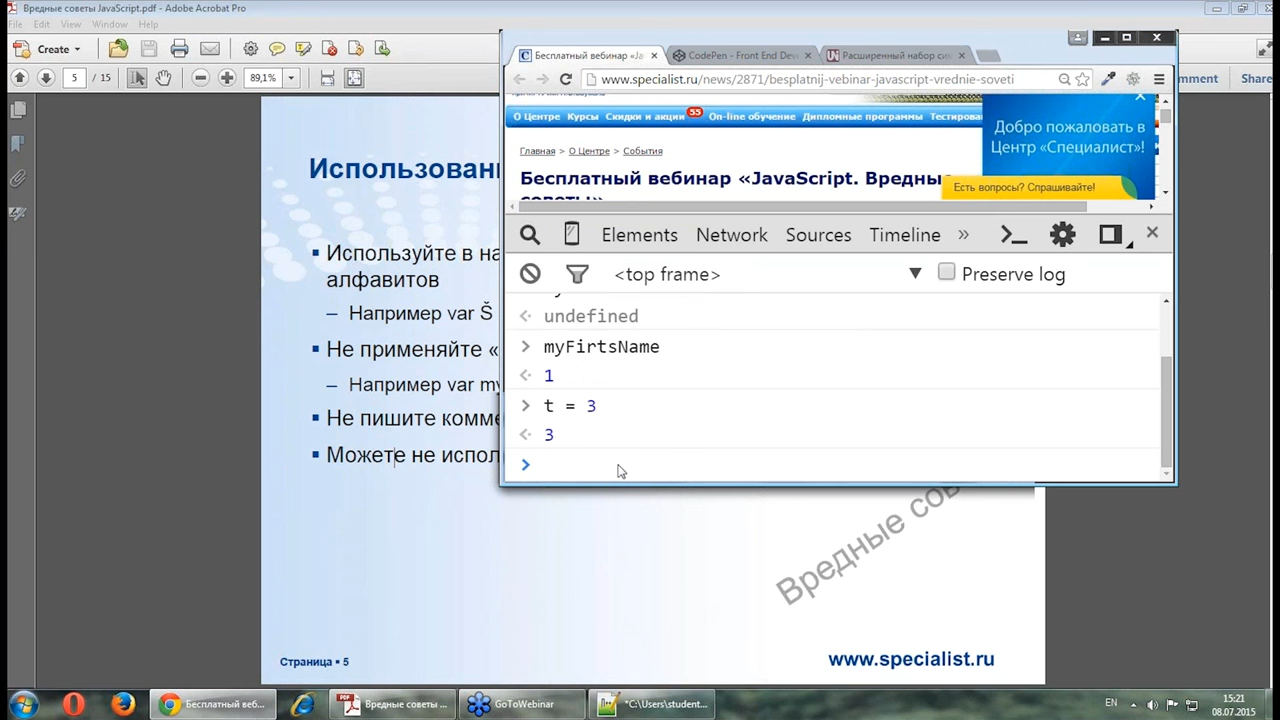 Вредные советы JavaScript.pdf - Adobe Acrobat Pro
File Edit View Window Help
Create
5 / 15
89,1%
Comment
Share
Бесплатный вебинар «Ja
CodePen - Front End Dev
Расширенный набор сим
www.specialist.ru/news/2871/besplatnij-vebinar-javascript-vrednie-soveti
О Центре Курсы Скидки и акции 55 On-line обучение Дипломные программы Тестирова
Добро пожаловать в
Центр «Специалист»!
Есть вопросы? Спрашивайте!
Главная > О Центре > События
Бесплатный вебинар «JavaScript. Вредные
советы»
Elements Network Sources Timeline »
<top frame>
Preserve log
undefined
myFirtsName
1
t = 3
3
Использовани
Используйте в на
алфавитов
– Например var Š
Не применяйте «
– Например var my
Не пишите комме
Можете не испол
Вредные сов
Страница ▪ 5
www.specialist.ru
Бесплатный веб...
Вредные советы ...
GoToWebinar
*C:\Users\student...
EN
15:21
08.07.2015